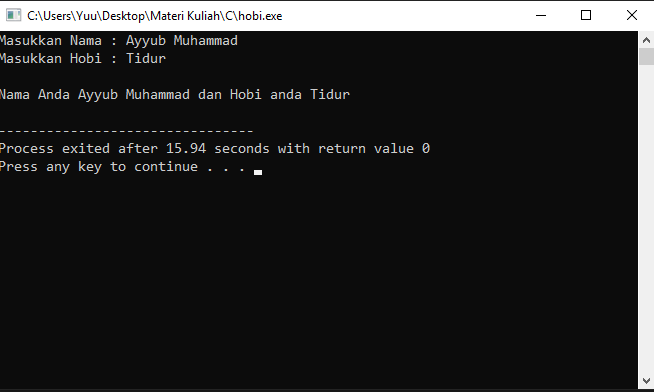 C:\Users\Yuu\Desktop\Materi Kuliah\C\hobi.exe
Masukkan Nama : Ayyub Muhammad
Masukkan Hobi : Tidur
Nama Anda Ayyub Muhammad dan Hobi anda Tidur
--------------------------------
Process exited after 15.94 seconds with return value 0
Press any key to continue . . .